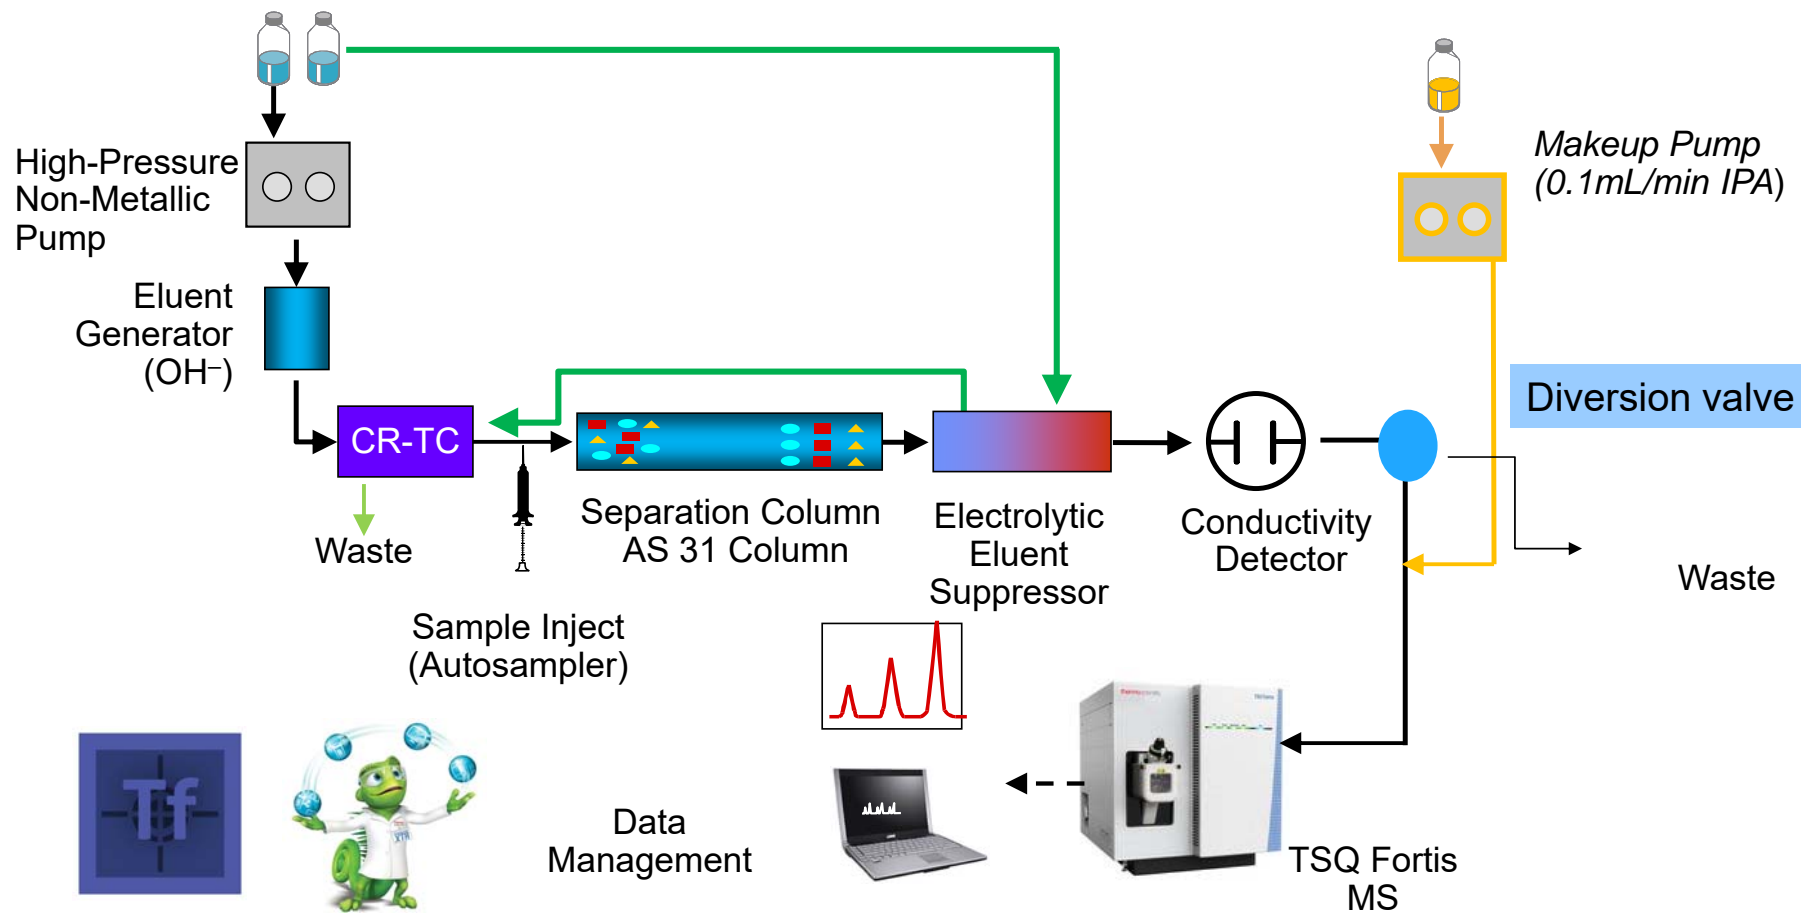 High-Pressure
Non-Metallic
Pump
Makeup Pump
(0.1mL/min IPA)
Eluent
Generator
(OH–)
Diversion valve
CR-TC
Waste
Separation Column
AS 31 Column
Electrolytic
Eluent
Suppressor
Conductivity
Detector
Waste
Sample Inject
(Autosampler)
Tf
Data
Management
TSQ Fortis
MS